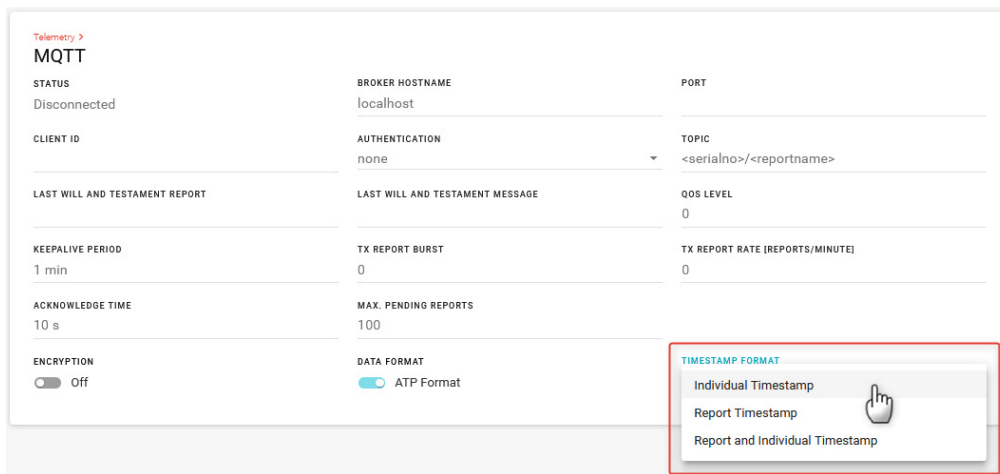 Telemetry >
MQTT
STATUS
Disconnected
BROKER HOSTNAME
localhost
PORT
CLIENT ID
AUTHENTICATION
none
TOPIC
<serialno>/<reportname>
LAST WILL AND TESTAMENT REPORT
LAST WILL AND TESTAMENT MESSAGE
QOS LEVEL
0
KEEPALIVE PERIOD
1 min
TX REPORT BURST
0
TX REPORT RATE [REPORTS/MINUTE]
0
ACKNOWLEDGE TIME
10 s
MAX. PENDING REPORTS
100
ENCRYPTION
Off
DATA FORMAT
ATP Format
TIMESTAMP FORMAT
Individual Timestamp
Report Timestamp
Report and Individual Timestamp